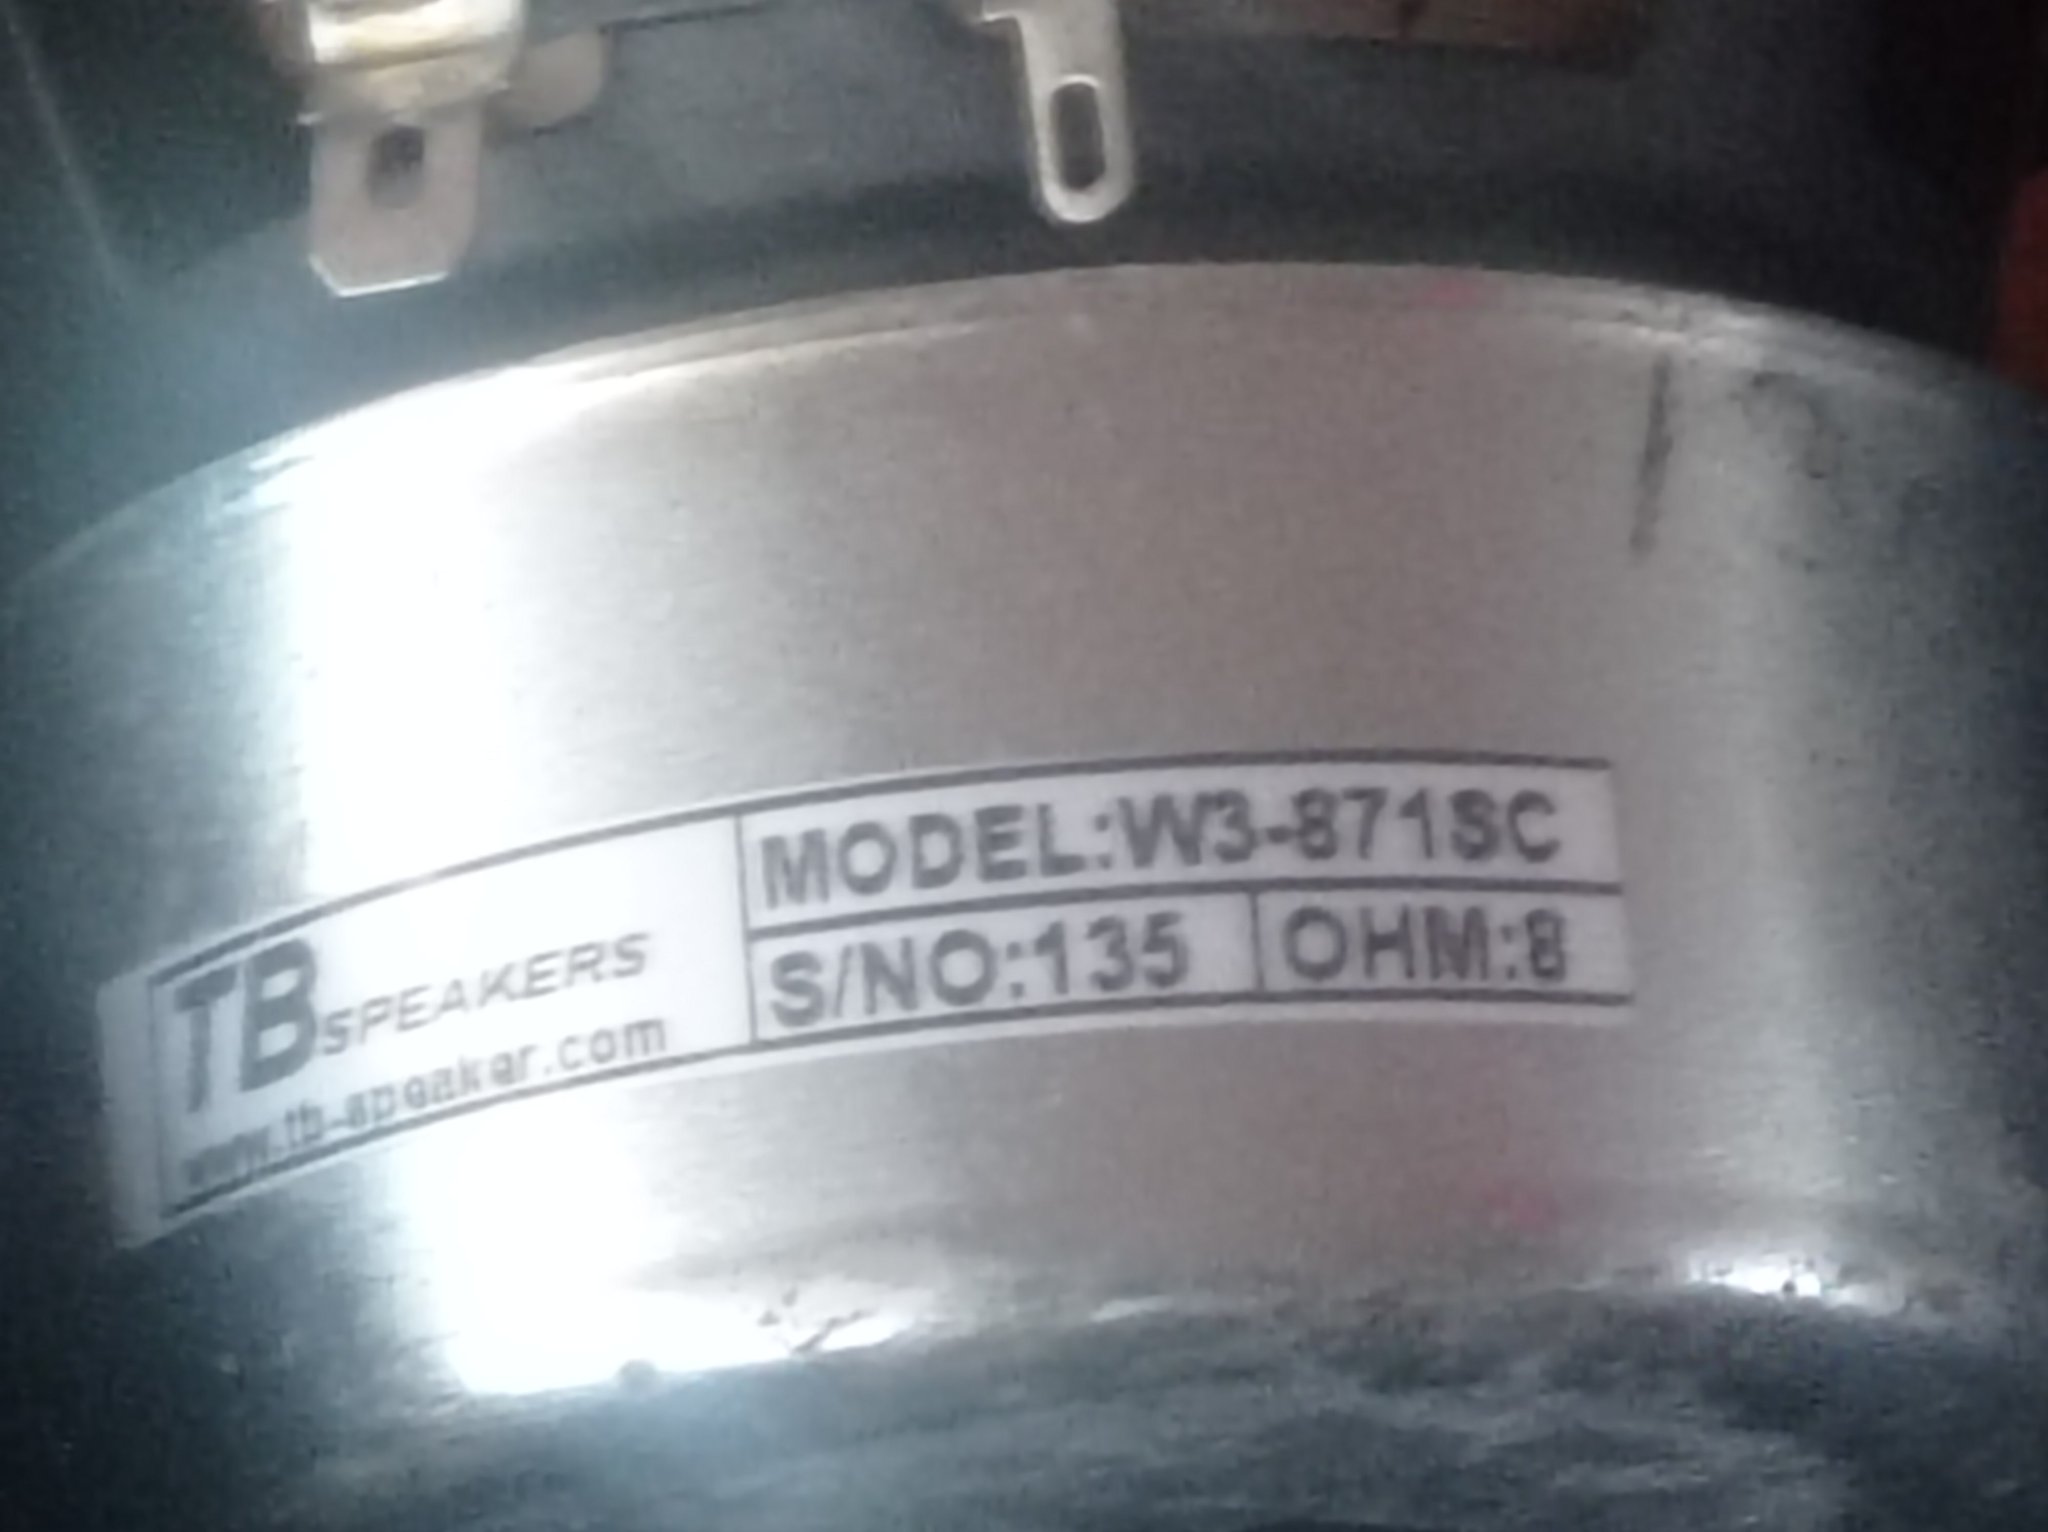 TB SPEAKERS
www.tb-speaker.com
MODEL:W3-871SC
S/NO:135 OHM:8